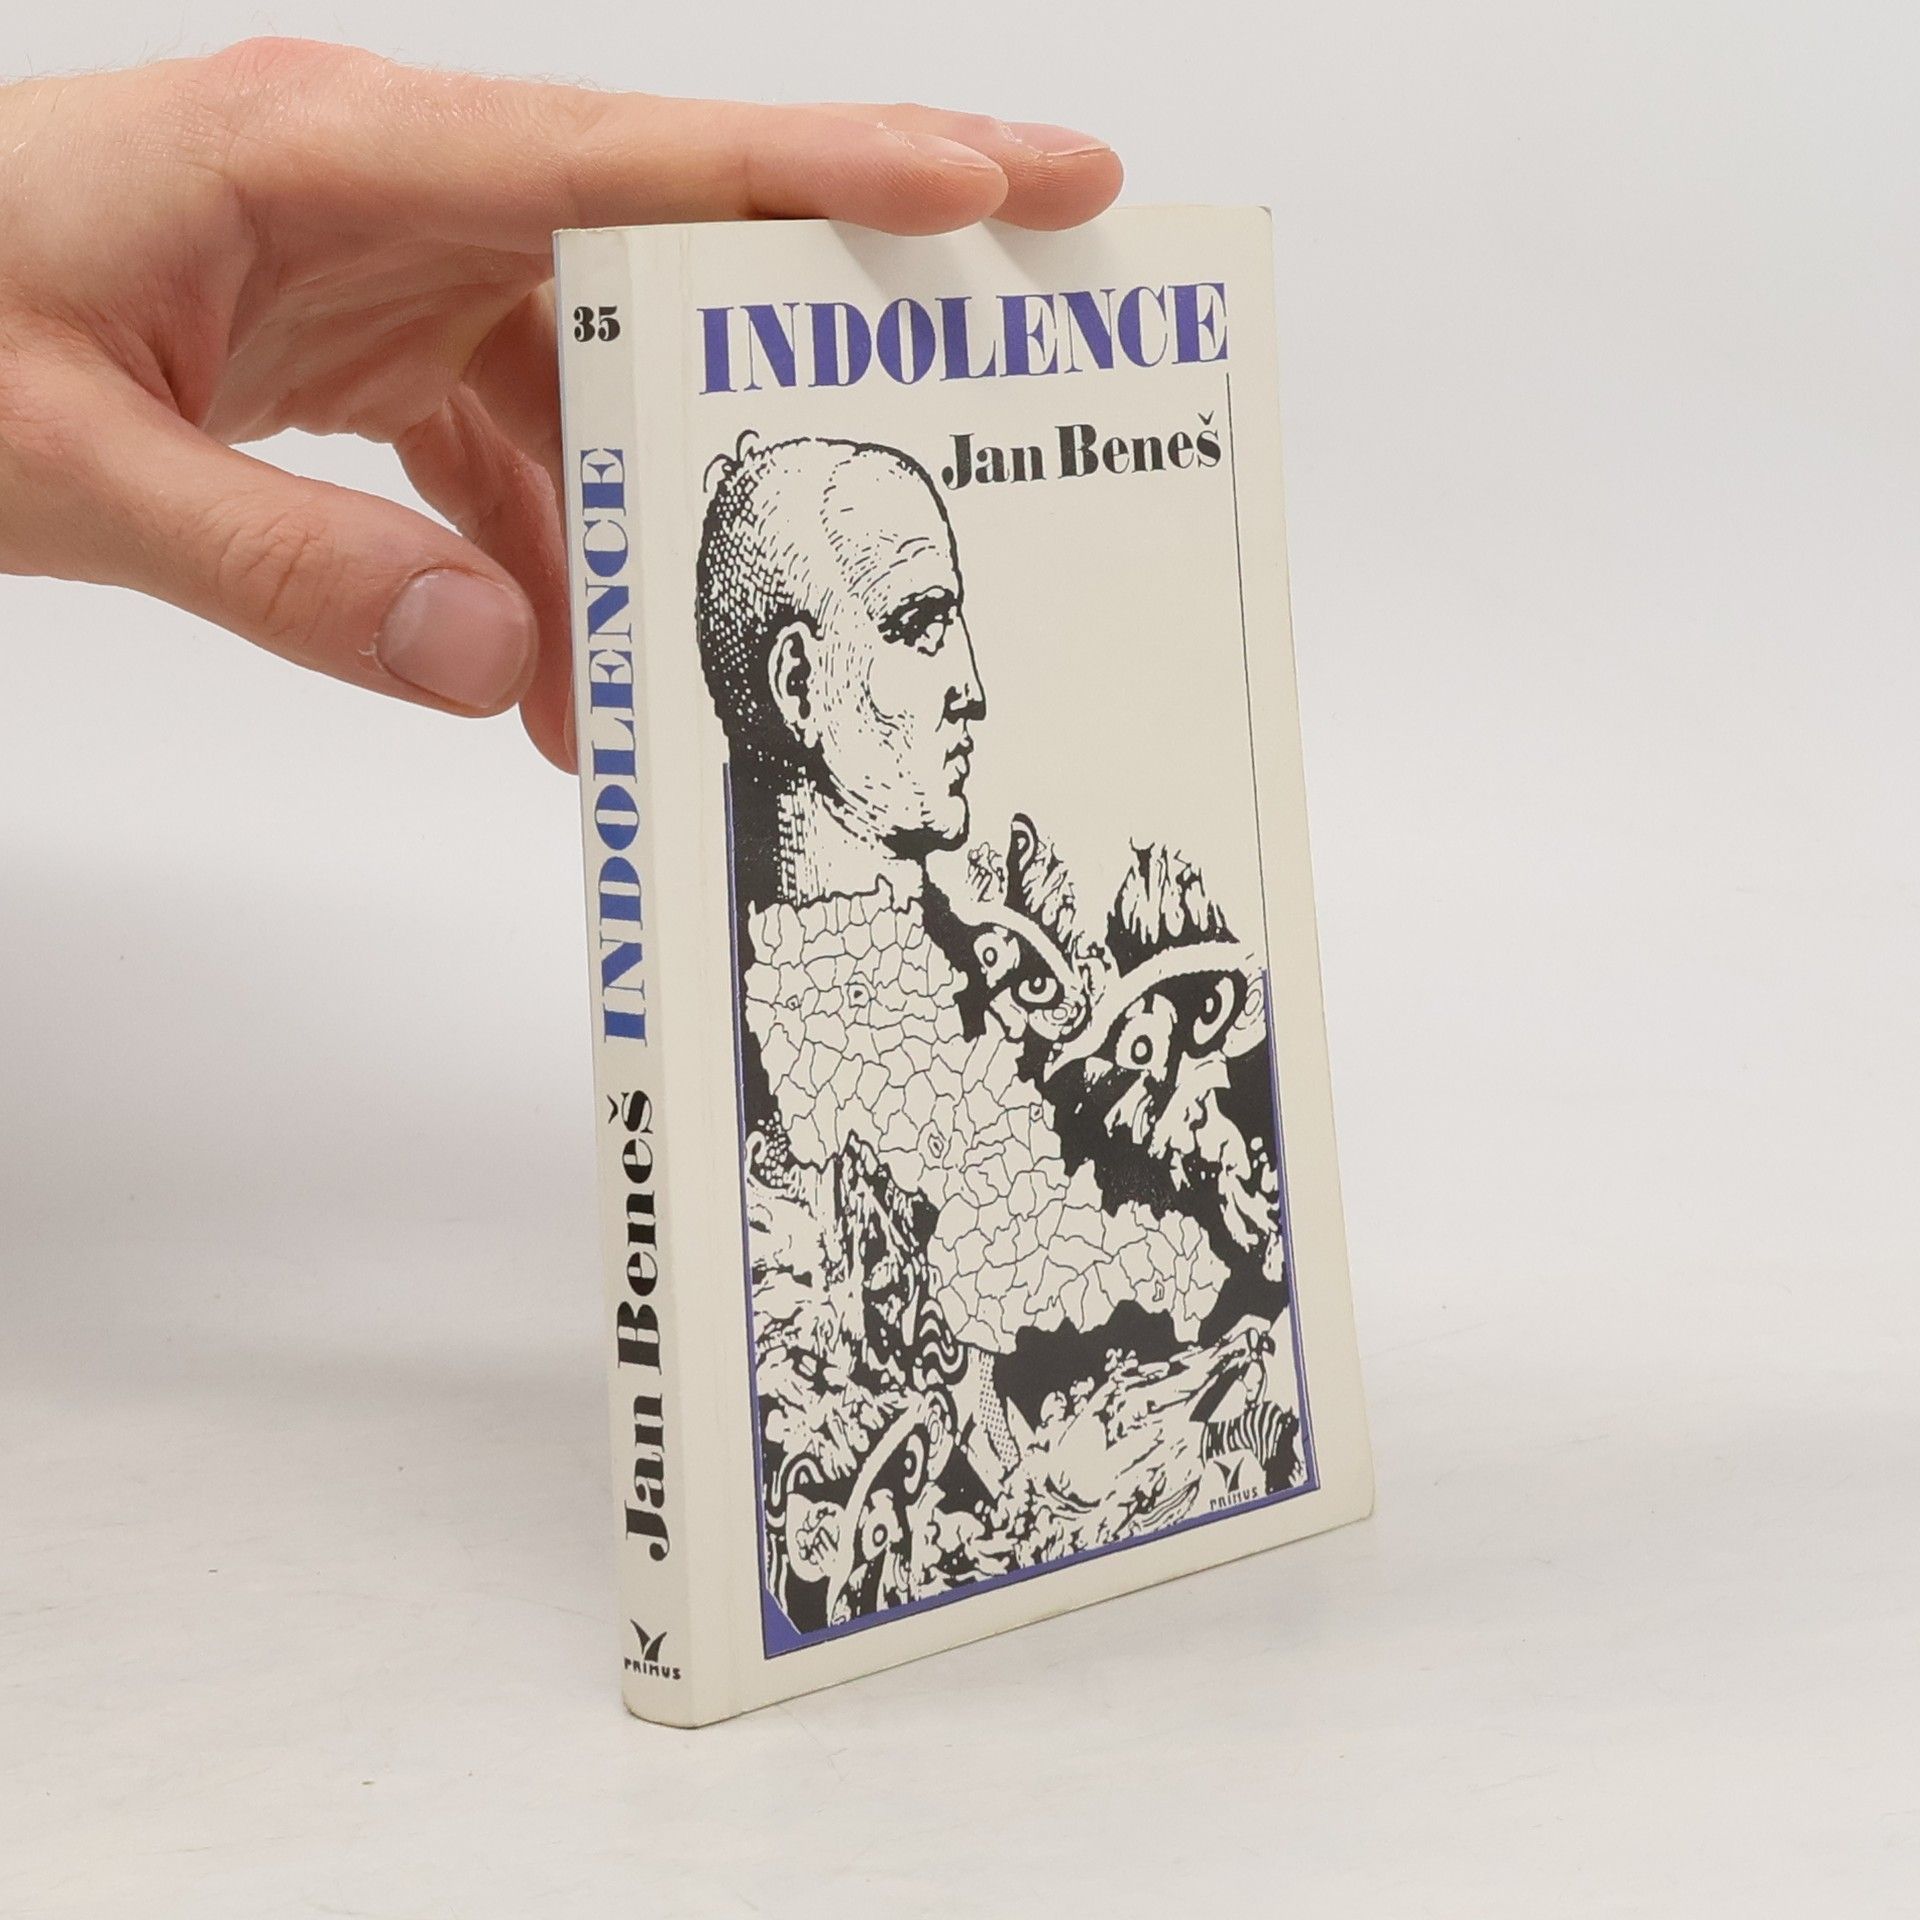 35
INDOLENCE
Jan Beneš
PRIMUS
INDOLENCE
Jan Beneš
PRIMUS